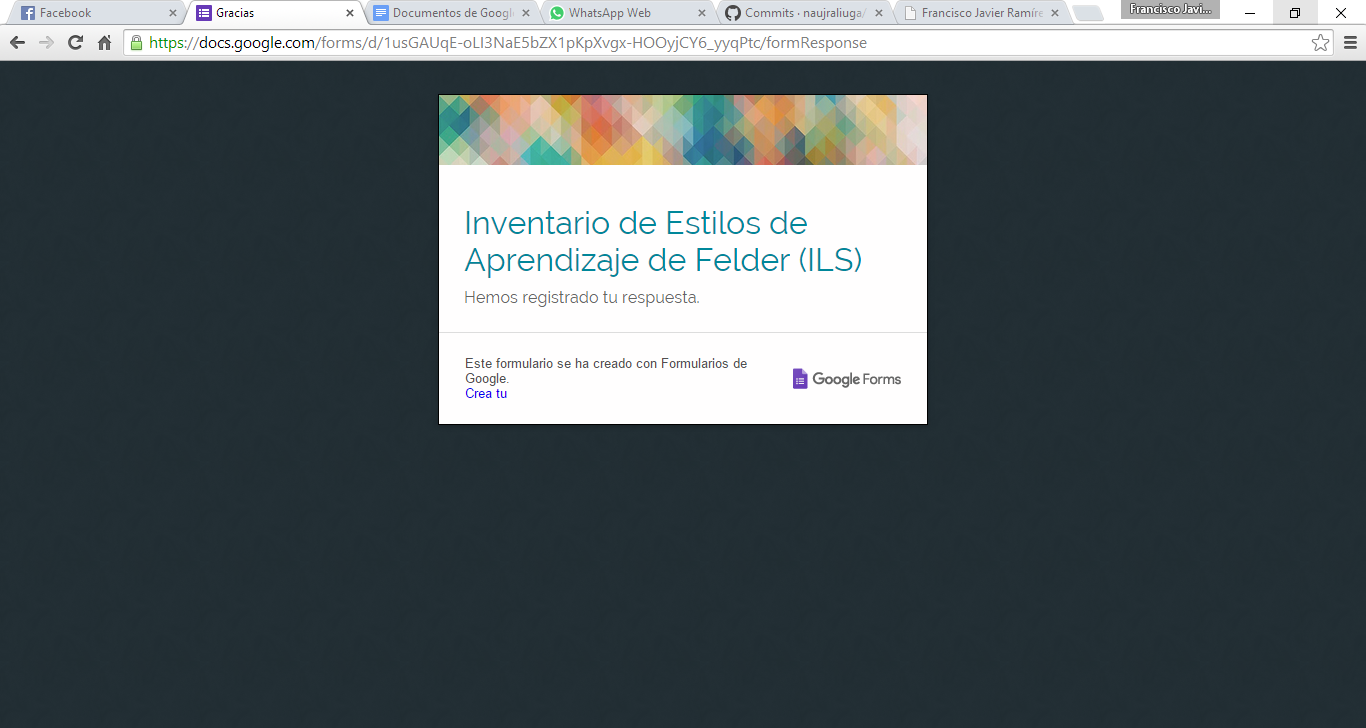 Facebook
Gracias
Documentos de Googl
WhatsApp Web
Commits · naujraliuga/
Francisco Javier Ramíre
Francisco Javi...
https://docs.google.com/forms/d/1usGAUqE-oLI3NaE5bZX1pKpXvgx-HOOyjCY6_yyqPtc/formResponse
Inventario de Estilos de
Aprendizaje de Felder (ILS)
Hemos registrado tu respuesta.
Este formulario se ha creado con Formularios de
Google.
Crea tu
Google Forms